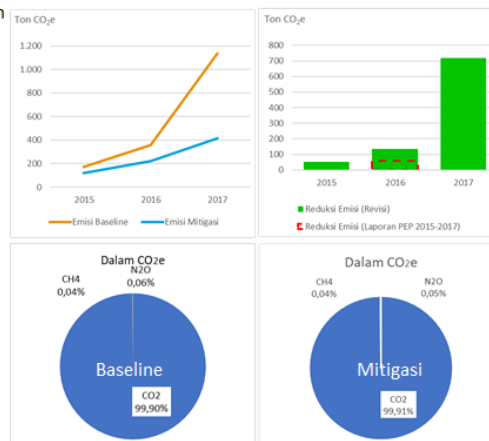 Ton CO2e
1.200
1.000
800
600
400
200
0
2015 2016 2017
Emisi Baseline Emisi Mitigasi
Ton CO2e
800
700
600
500
400
300
200
100
0
2015 2016 2017
Reduksi Emisi (Revisi)
Reduksi Emisi (Laporan PEP 2015-2017)
Dalam CO2e
CH4
0,04%
N2O
0,06%
Baseline
CO2
99,90%
Dalam CO2e
CH4
0,04%
N2O
0,05%
Mitigasi
CO2
99,91%